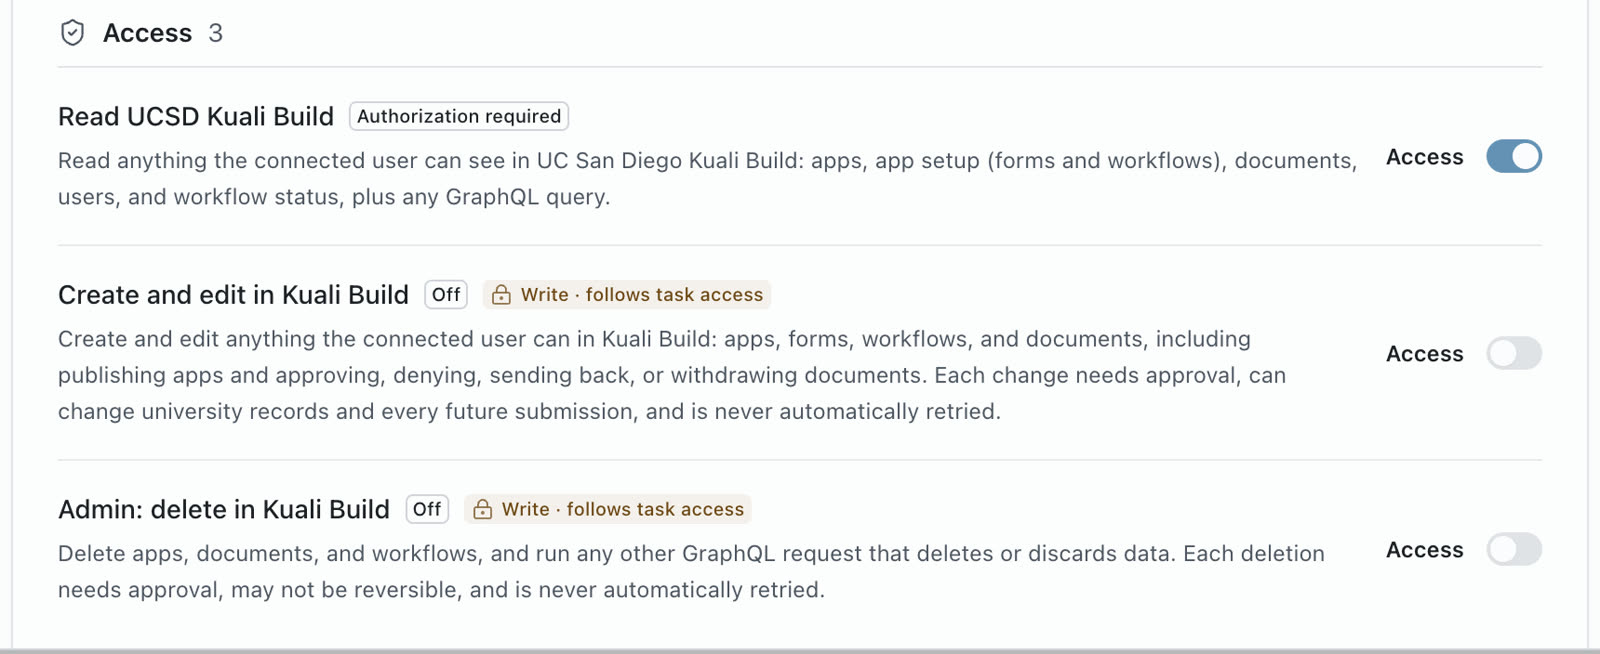 Access 3
Read UCSD Kuali Build Authorization required
Read anything the connected user can see in UC San Diego Kuali Build: apps, app setup (forms and workflows), documents,
users, and workflow status, plus any GraphQL query.
Access
Create and edit in Kuali Build Off Write · follows task access
Create and edit anything the connected user can in Kuali Build: apps, forms, workflows, and documents, including
publishing apps and approving, denying, sending back, or withdrawing documents. Each change needs approval, can
change university records and every future submission, and is never automatically retried.
Access
Admin: delete in Kuali Build Off Write · follows task access
Delete apps, documents, and workflows, and run any other GraphQL request that deletes or discards data. Each deletion
needs approval, may not be reversible, and is never automatically retried.
Access